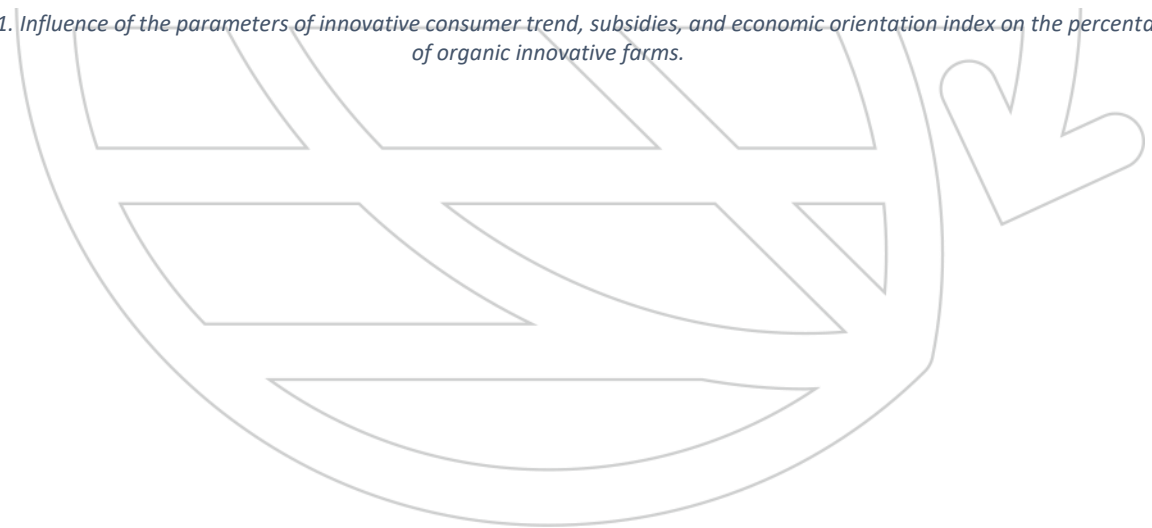 1. Influence of the parameters of innovative consumer trend, subsidies, and economic orientation index on the
of organic innovative farms.